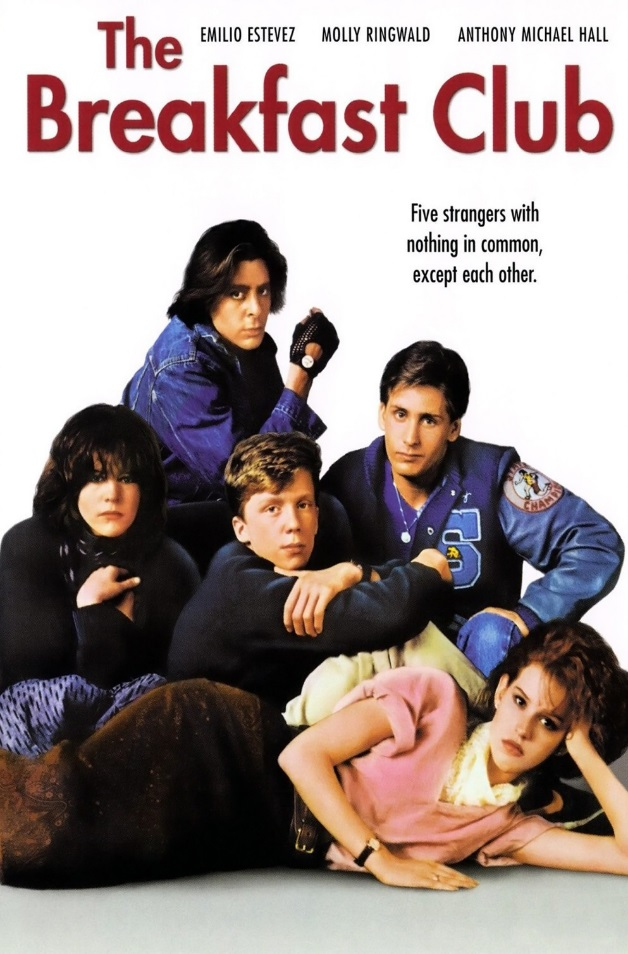 The
EMILIO ESTEVEZ MOLLY RINGWALD ANTHONY MICHAEL HALL
Breakfast Club
Five strangers with
nothing in common,
except each other.
S